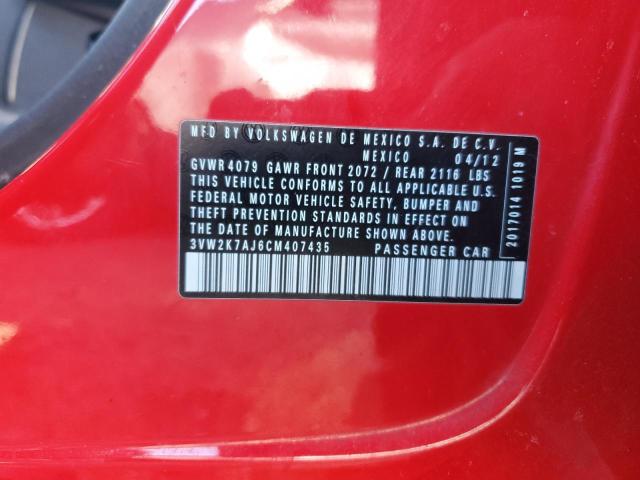 MFD BY VOLKSWAGEN DE MEXICO S.A. DE C.V.
MEXICO 04/12
GVWR 4079 GAWR FRONT 2072 / REAR 2116 LBS
THIS VEHICLE CONFORMS TO ALL APPLICABLE U.S.
FEDERAL MOTOR VEHICLE SAFETY, BUMPER AND
THEFT PREVENTION STANDARDS IN EFFECT ON
THE DATE OF MANUFACTURE SHOWN ABOVE.
3VW2K7AJ6CM407435 PASSENGER CAR
2017014 1019 M